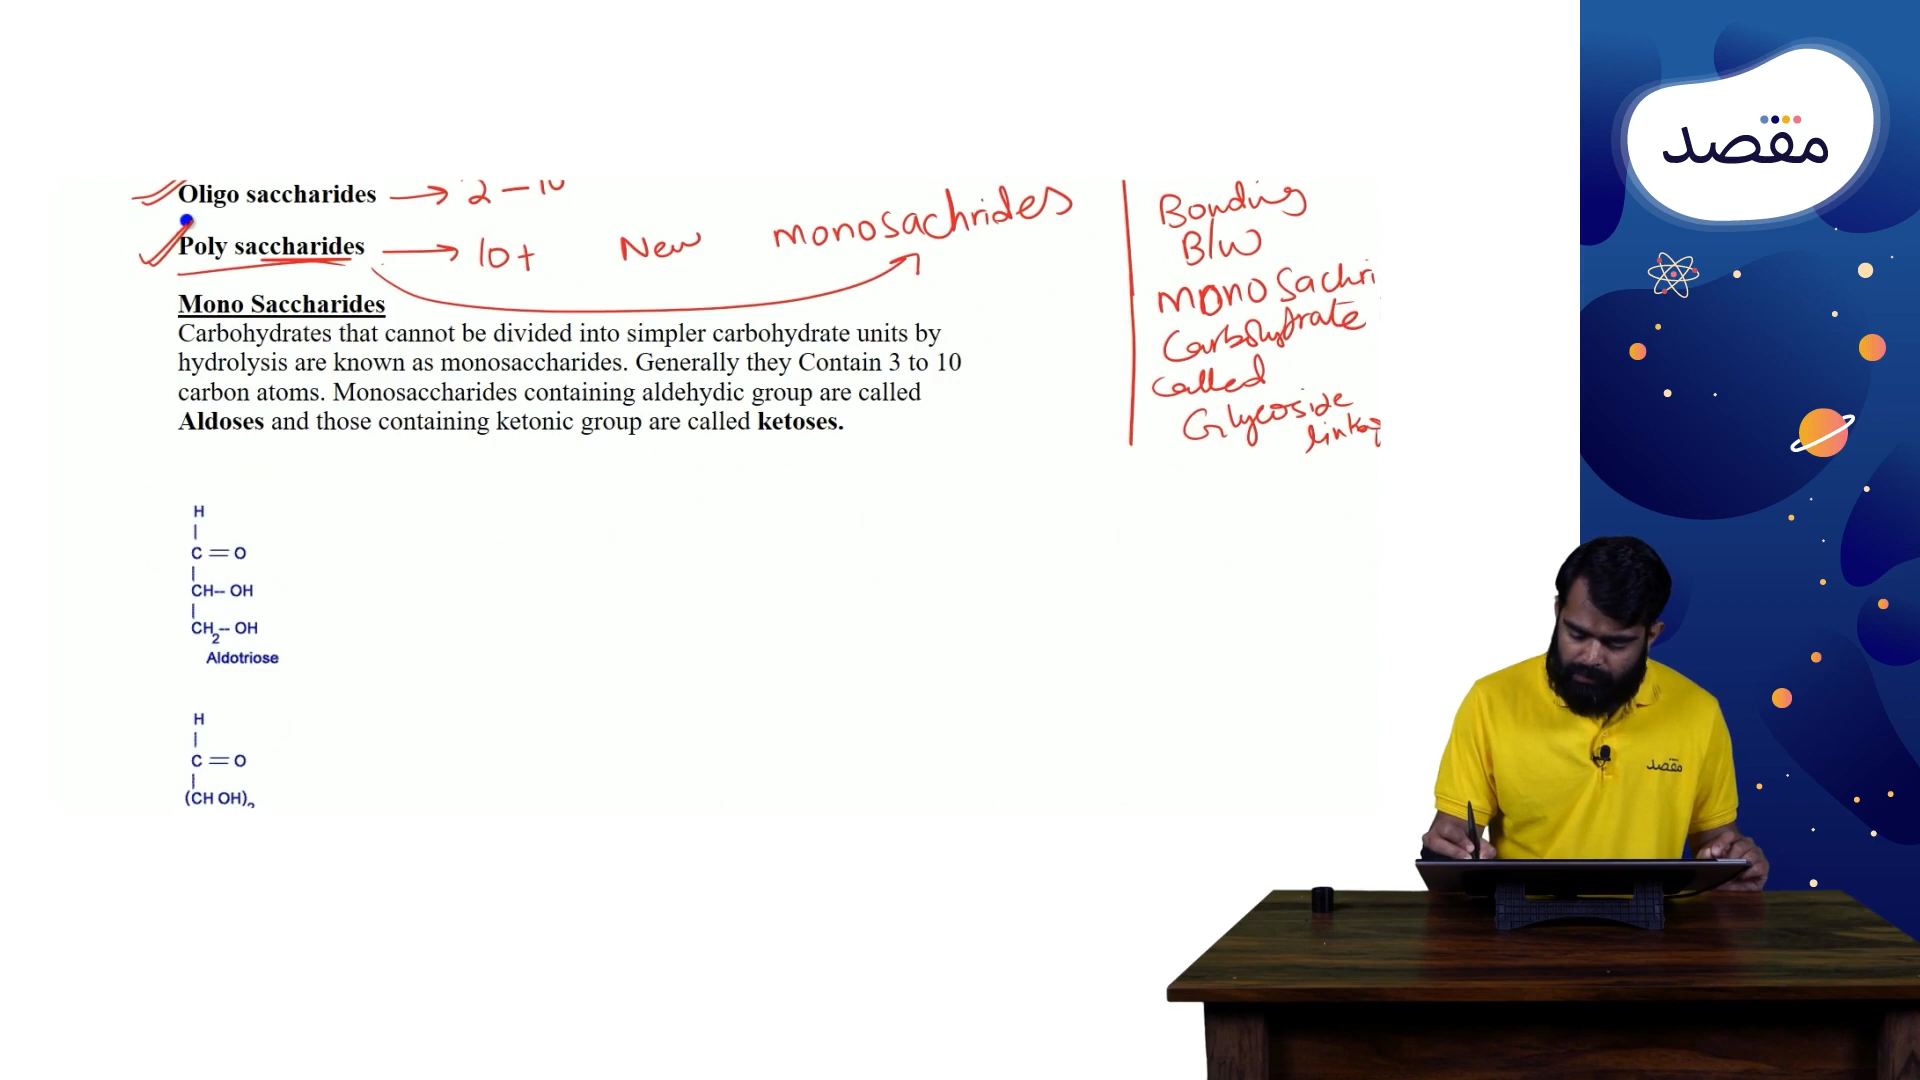 مقصد
Oligo saccharides → 2 – 10
Poly saccharides → 10+ New monosachrides
Mono Saccharides
Carbohydrates that cannot be divided into simpler carbohydrate units by
hydrolysis are known as monosaccharides. Generally they Contain 3 to 10
carbon atoms. Monosaccharides containing aldehydic group are called
Aldoses and those containing ketonic group are called ketoses.
Bonding
B/W
monosachri
Carbohydrate
called
Glycoside
H
|
C = O
|
CH– OH
|
CH2– OH
Aldotriose
H
|
C = O
|
(CH OH)n
مقصد